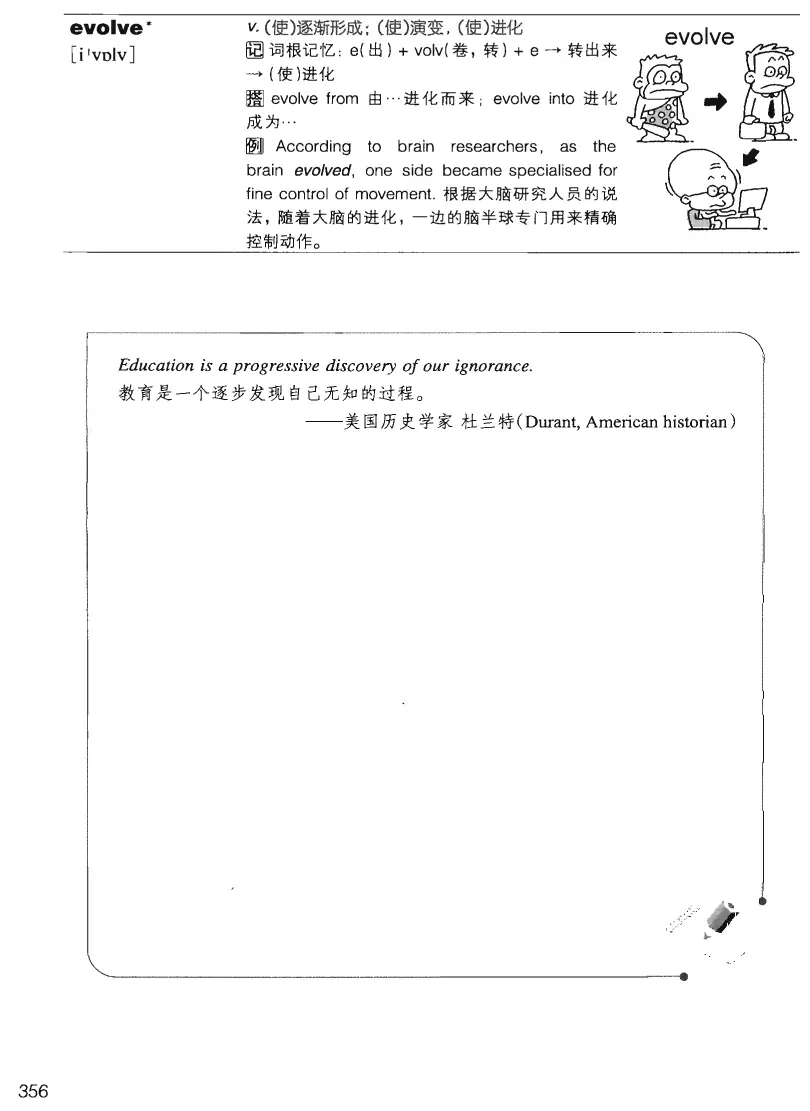 evolve*
[iˈvɒlv]
v. (使)逐渐形成; (使)演变, (使)进化
记 词根记忆: e(出) + volv(卷, 转) + e → 转出来
→ (使)进化
搭 evolve from 由…进化而来; evolve into 进化
成为…
例 According to brain researchers, as the
brain evolved, one side became specialised for
fine control of movement. 根据大脑研究人员的说
法, 随着大脑的进化, 一边的脑半球专门用来精确
控制动作。
evolve
Education is a progressive discovery of our ignorance.
教育是一个逐步发现自己无知的过程。
——美国历史学家 杜兰特(Durant, American historian)
356